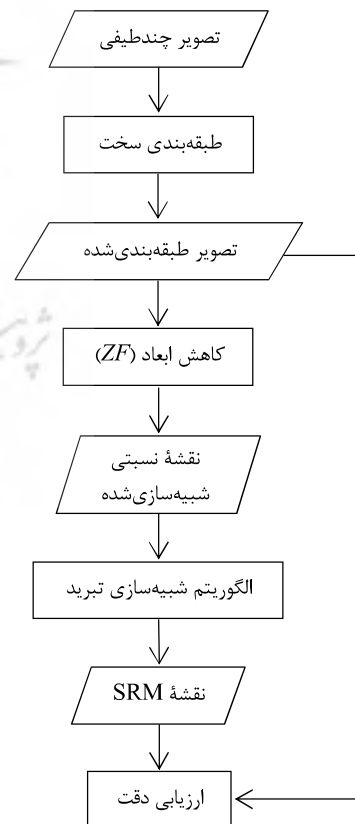 تصویر چندطیفی
طبقه‌بندی سخت
تصویر طبقه‌بندی‌شده
کاهش ابعاد (ZF)
نقشهٔ نسبتی
شبیه‌سازی‌شده
الگوریتم شبیه‌سازی تبرید
نقشهٔ SRM
ارزیابی دقت